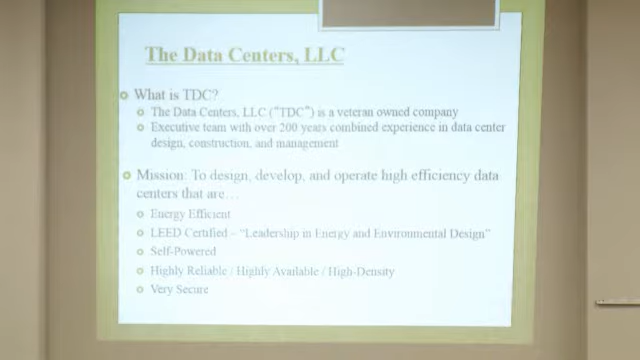 The Data Centers, LLC
What is TDC?
The Data Centers, LLC ("TDC") is a veteran owned company
Executive team with over 200 years combined experience in data center
design, construction, and management
Mission: To design, develop, and operate high efficiency data
centers that are…
Energy Efficient
LEED Certified – "Leadership in Energy and Environmental Design"
Self-Powered
Highly Reliable / Highly Available / High-Density
Very Secure